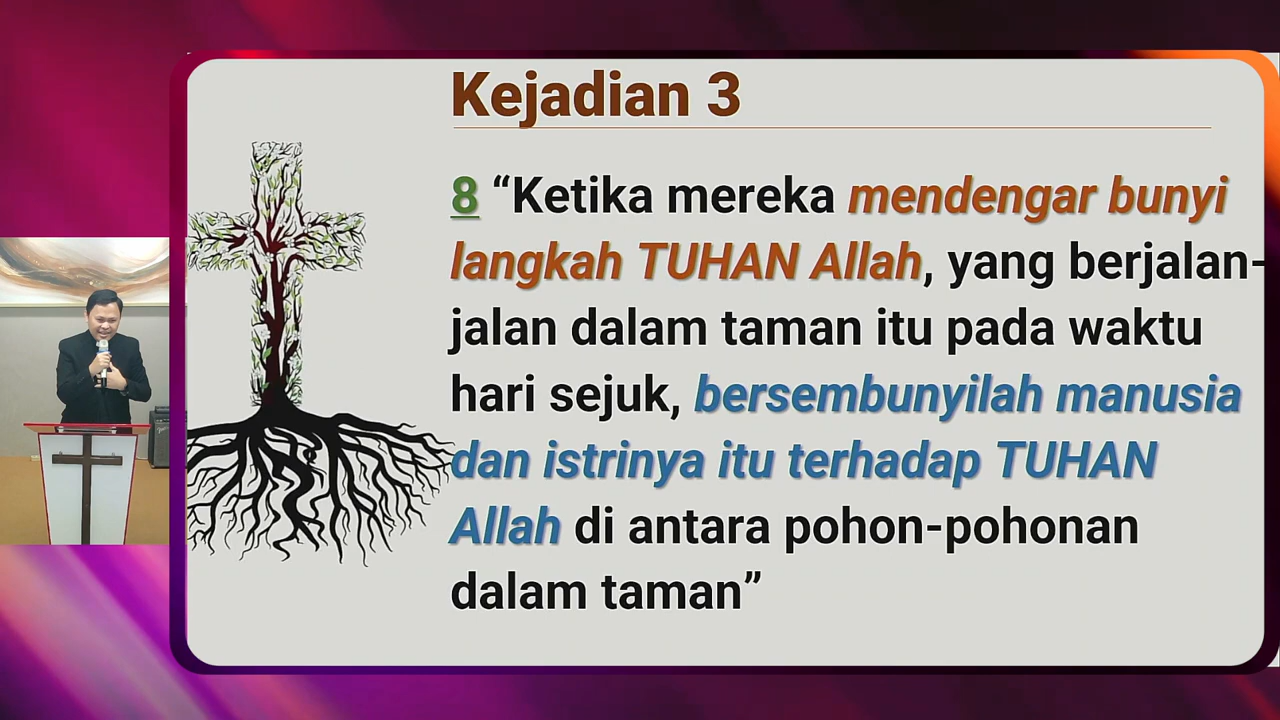 Kejadian 3
8 “Ketika mereka mendengar bunyi
langkah TUHAN Allah, yang berjalan-
jalan dalam taman itu pada waktu
hari sejuk, bersembunyilah manusia
dan istrinya itu terhadap TUHAN
Allah di antara pohon-pohonan
dalam taman”